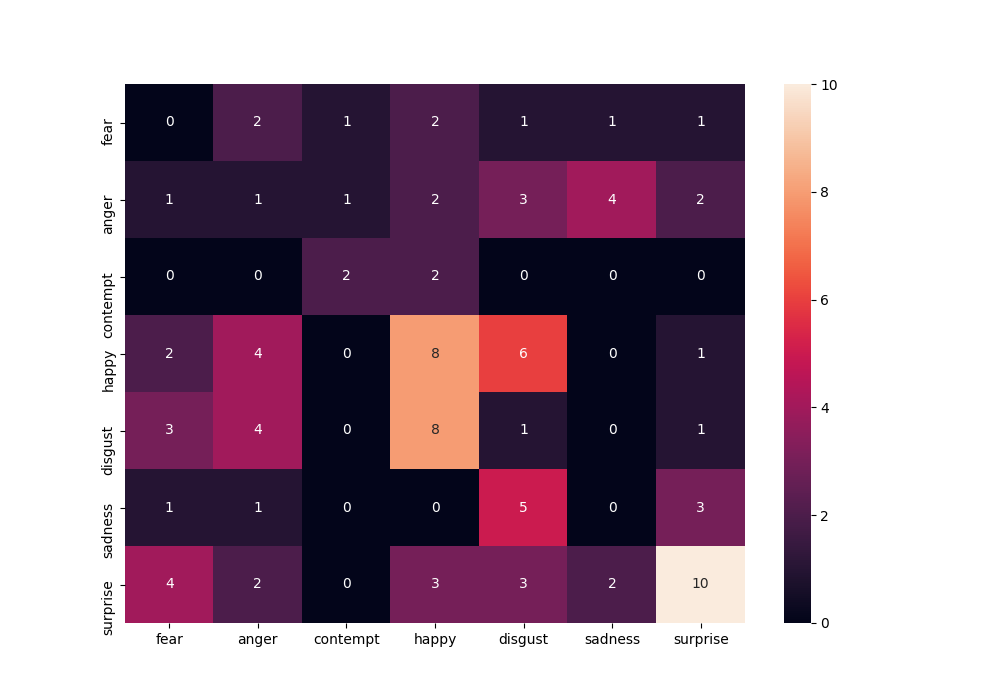 fear 0 2 1 2 1 1 1
anger 1 1 1 2 3 4 2
contempt 0 0 2 2 0 0 0
happy 2 4 0 8 6 0 1
disgust 3 4 0 8 1 0 1
sadness 1 1 0 0 5 0 3
surprise 4 2 0 3 3 2 10
fear anger contempt happy disgust sadness surprise
10
8
6
4
2
0